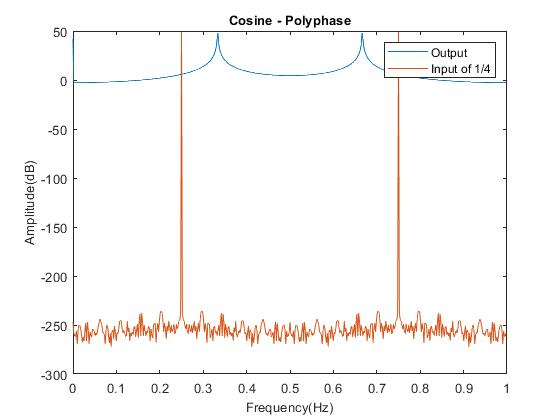 Cosine - Polyphase
50
0
-50
-100
-150
-200
-250
-300
Amplitude(dB)
Output
Input of 1/4
0 0.1 0.2 0.3 0.4 0.5 0.6 0.7 0.8 0.9 1
Frequency(Hz)